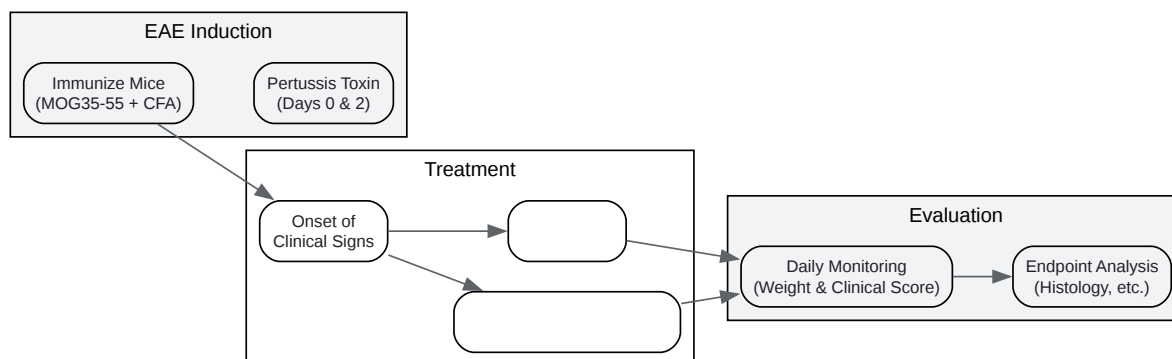 EAE Induction
Immunize Mice
(MOG35-55 + CFA)
Pertussis Toxin
(Days 0 & 2)
Treatment
Onset of
Clinical Signs
Evaluation
Daily Monitoring
(Weight & Clinical Score)
Endpoint Analysis
(Histology, etc.)